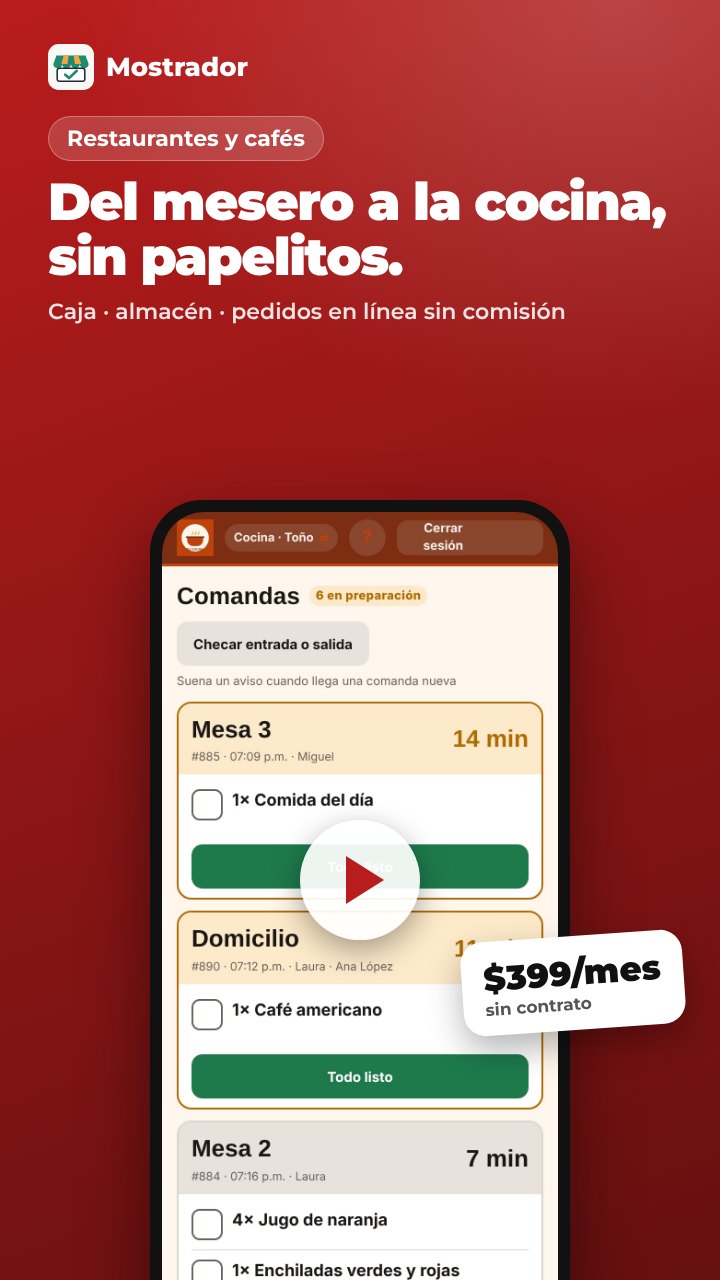 Mostrador
Restaurantes y cafés
Del mesero a la cocina,
sin papelitos.
Caja · almacén · pedidos en línea sin comisión
Cocina · Toño
?
Cerrar
sesión
Comandas
6 en preparación
Checar entrada o salida
Suena un aviso cuando llega una comanda nueva
Mesa 3
14 min
#885 · 07:09 p.m. · Miguel
1× Comida del día
Domicilio
#890 · 07:12 p.m. · Laura · Ana López
$399/mes
sin contrato
1× Café americano
Todo listo
Mesa 2
7 min
#884 · 07:16 p.m. · Laura
4× Jugo de naranja
1× Enchiladas verdes y rojas